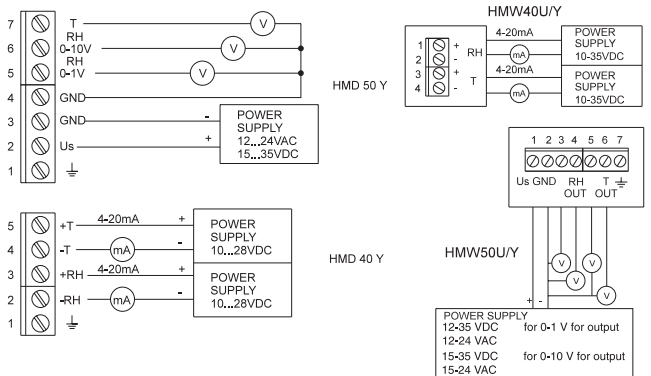 7 T V
RH
6 0-10V V
RH
5 0-1V V
4 GND
3 GND - POWER
SUPPLY
2 Us + 12...24VAC
15...35VDC
1
HMD 50 Y
5 +T 4-20mA + POWER
SUPPLY
4 -T mA - 10...28VDC
3 +RH 4-20mA + POWER
SUPPLY
2 -RH mA - 10...28VDC
1
HMD 40 Y
HMW40U/Y
1 + RH 4-20mA POWER
SUPPLY
2 - mA 10-35VDC
3 + T 4-20mA POWER
SUPPLY
4 - mA 10-35VDC
1 2 3 4 5 6 7
Us GND RH T
OUT OUT
HMW50U/Y
V V
V
V
+ -
POWER SUPPLY
12-35 VDC for 0-1 V for output
12-24 VAC
15-35 VDC for 0-10 V for output
15-24 VAC